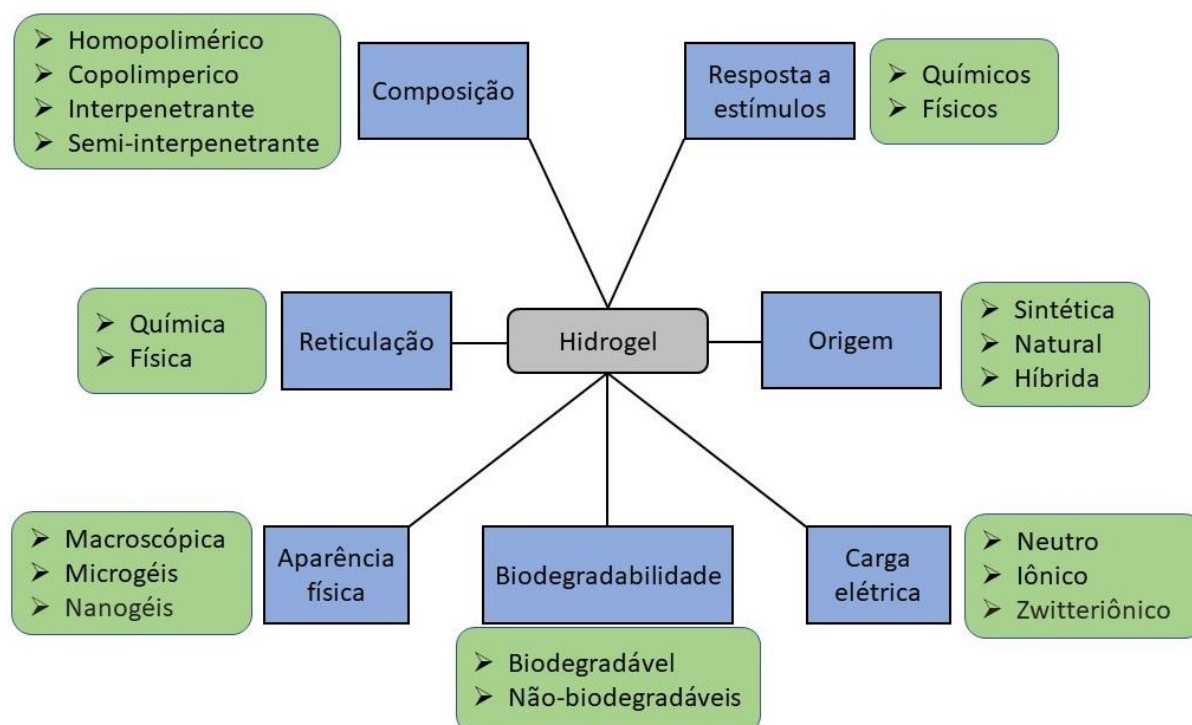 Homopolimérico
Copolimperico
Interpenetrante
Semi-interpenetrante
Composição
Resposta a
estímulos
Químicos
Físicos
Química
Física
Reticulação
Hidrogel
Origem
Sintética
Natural
Híbrida
Macroscópica
Microgéis
Nanogéis
Aparência
física
Biodegradabilidade
Biodegradável
Não-biodegradáveis
Carga
elétrica
Neutro
Iônico
Zwitteriônico